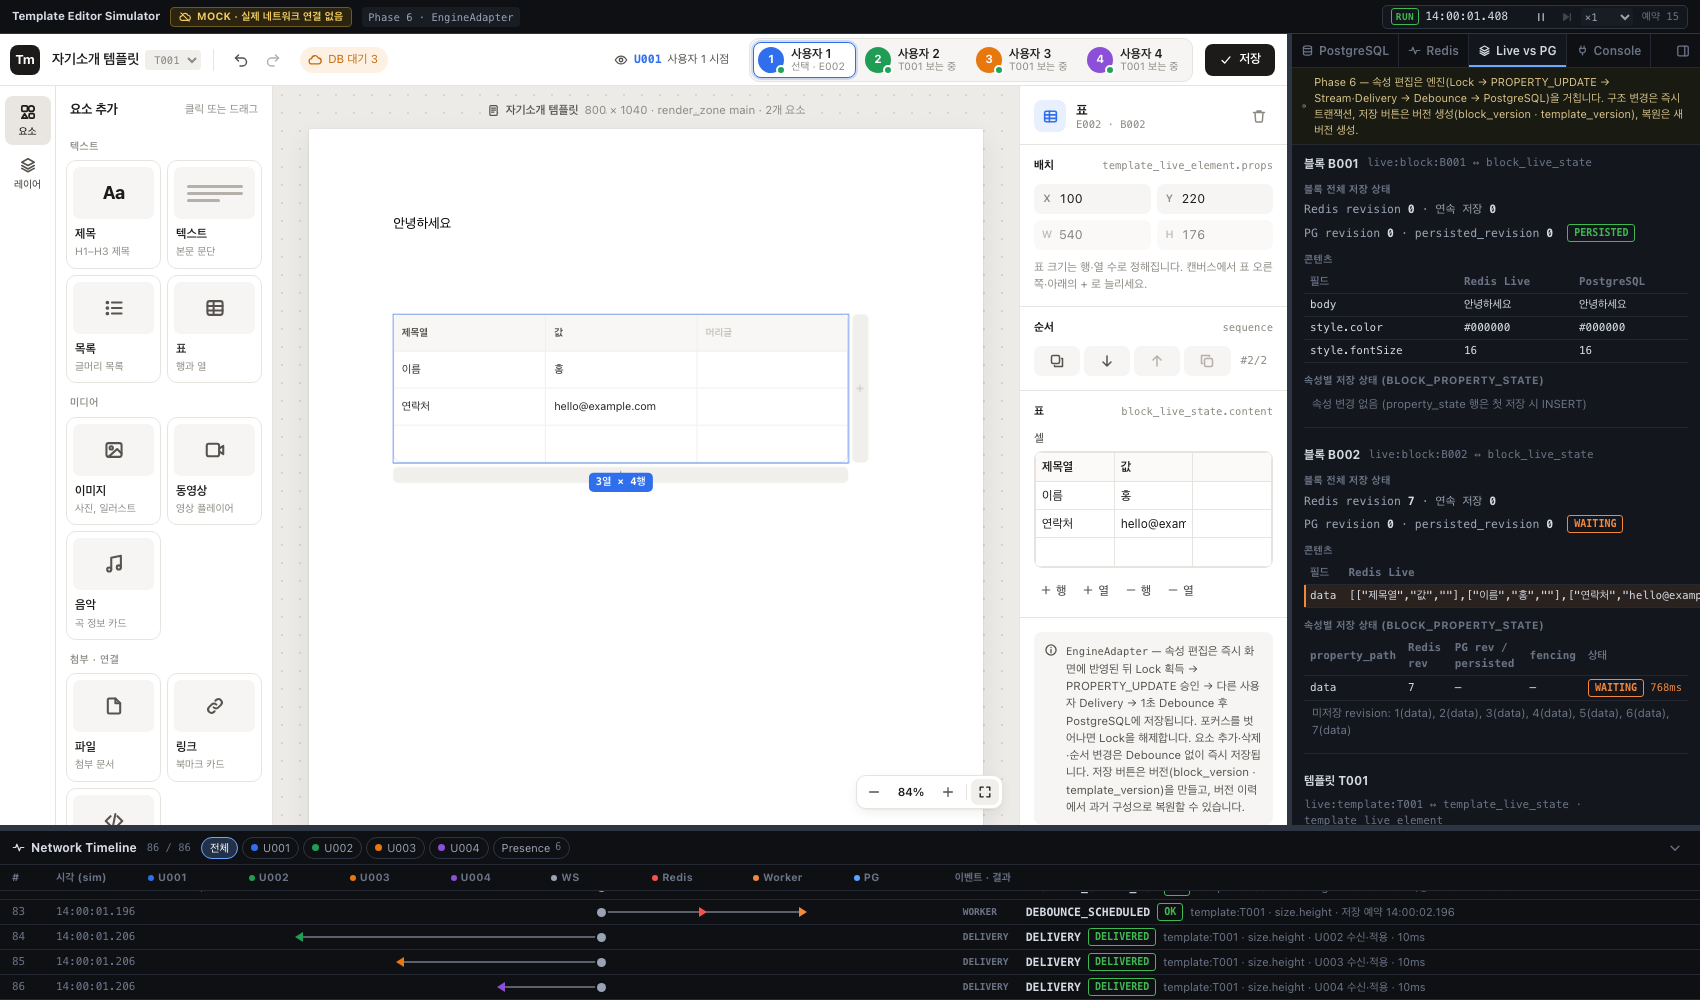 Template Editor Simulator
MOCK · 실제 네트워크 연결 없음
Phase 6 · EngineAdapter
RUN 14:00:01.408 ×1 예약 15
Tm 자기소개 템플릿 T001
DB 대기 3
U001 사용자 1 시점
1 사용자 1
선택 · E002
2 사용자 2
T001 보는 중
3 사용자 3
T001 보는 중
4 사용자 4
T001 보는 중
저장
요소
레이어
요소 추가 클릭 또는 드래그
텍스트
Aa
제목
H1–H3 제목
텍스트
본문 문단
목록
글머리 목록
표
행과 열
미디어
이미지
사진, 일러스트
동영상
영상 플레이어
음악
곡 정보 카드
첨부 · 연결
파일
첨부 문서
링크
북마크 카드
자기소개 템플릿 800 × 1040 · render_zone main · 2개 요소
안녕하세요
제목열 값 머리글
이름 홍
연락처 hello@example.com
3열 × 4행
84%
표
E002 · B002
배치 template_live_element.props
X 100 Y 220
W 540 H 176
표 크기는 행·열 수로 정해집니다. 캔버스에서 표 오른
쪽·아래의 + 로 늘리세요.
순서 sequence
#2/2
표 block_live_state.content
셀
제목열 값
이름 홍
연락처 hello@exam
+ 행 + 열 − 행 − 열
EngineAdapter — 속성 편집은 즉시 화
면에 반영된 뒤 Lock 획득 →
PROPERTY_UPDATE 승인 → 다른 사용
자 Delivery → 1초 Debounce 후
PostgreSQL에 저장됩니다. 포커스를 벗
어나면 Lock을 해제합니다. 요소 추가·삭제
·순서 변경은 Debounce 없이 즉시 저장됩
니다. 저장 버튼은 버전(block_version ·
template_version)을 만들고, 버전 이력
에서 과거 구성으로 복원할 수 있습니다.
PostgreSQL Redis Live vs PG Console
Phase 6 — 속성 편집은 엔진(Lock → PROPERTY_UPDATE →
Stream·Delivery → Debounce → PostgreSQL)을 거칩니다. 구조 변경은 즉시
트랜잭션, 저장 버튼은 버전 생성(block_version · template_version), 복원은 새
버전 생성.
블록 B001 live:block:B001 ↔ block_live_state
블록 전체 저장 상태
Redis revision 0 · 연속 저장 0
PG revision 0 · persisted_revision 0 PERSISTED
콘텐츠
필드 Redis Live PostgreSQL
body 안녕하세요 안녕하세요
style.color #000000 #000000
style.fontSize 16 16
속성별 저장 상태 (BLOCK_PROPERTY_STATE)
속성 변경 없음 (property_state 행은 첫 저장 시 INSERT)
블록 B002 live:block:B002 ↔ block_live_state
블록 전체 저장 상태
Redis revision 7 · 연속 저장 0
PG revision 0 · persisted_revision 0 WAITING
콘텐츠
필드 Redis Live
data [["제목열","값",""],["이름","홍",""],["연락처","hello@examp
속성별 저장 상태 (BLOCK_PROPERTY_STATE)
property_path Redis rev PG rev / persisted fencing 상태
data 7 — — WAITING 768ms
미저장 revision: 1(data), 2(data), 3(data), 4(data), 5(data), 6(data),
7(data)
템플릿 T001
live:template:T001 ↔ template_live_state ·
template_live_element
Network Timeline 86 / 86 전체 U001 U002 U003 U004 Presence 6
# 시각 (sim) U001 U002 U003 U004 WS Redis Worker PG 이벤트 · 결과
83 14:00:01.196 WORKER DEBOUNCE_SCHEDULED OK template:T001 · size.height · 저장 예약 14:00:02.196
84 14:00:01.206 DELIVERY DELIVERY DELIVERED template:T001 · size.height · U002 수신·적용 · 10ms
85 14:00:01.206 DELIVERY DELIVERY DELIVERED template:T001 · size.height · U003 수신·적용 · 10ms
86 14:00:01.206 DELIVERY DELIVERY DELIVERED template:T001 · size.height · U004 수신·적용 · 10ms